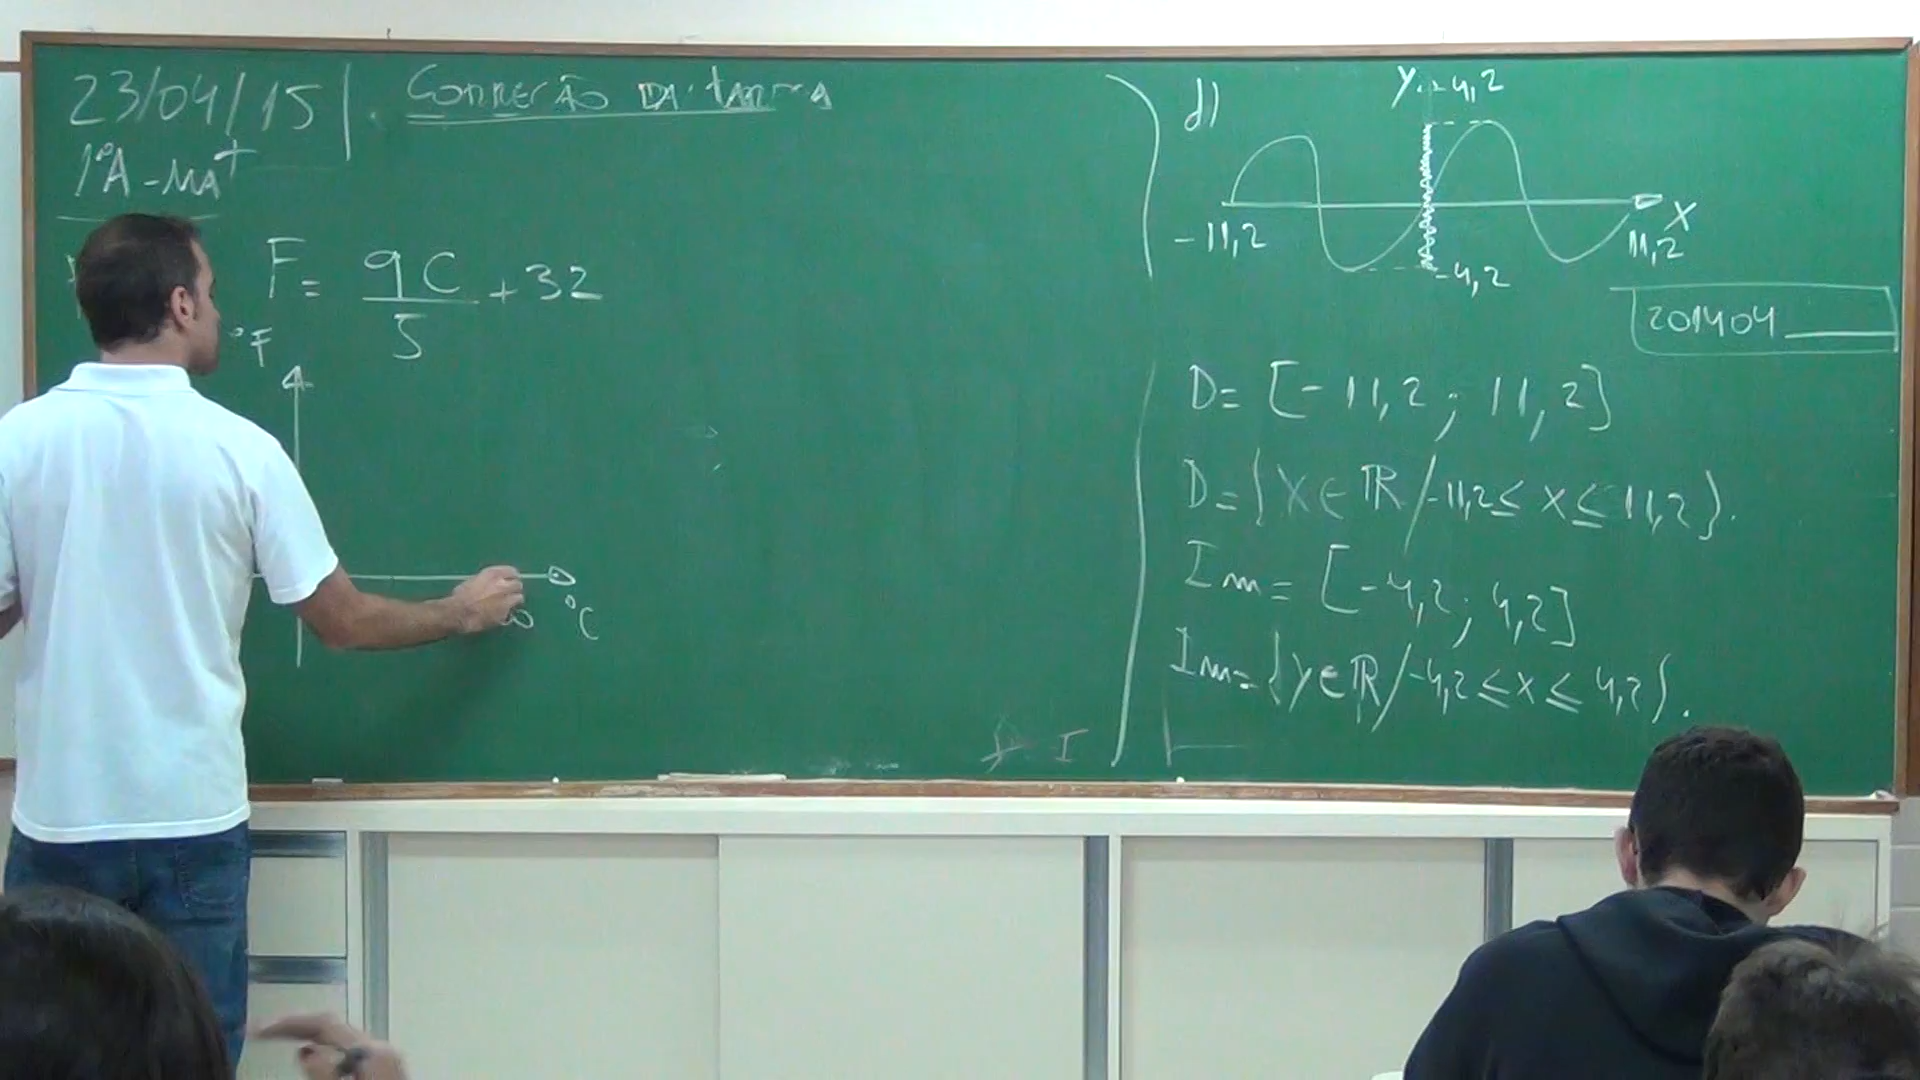 23/04/15 Correção da tarefa
1ºA - MAT
F = 9C/5 + 32
ºF
ºC
d)
y
4,2
-11,2
11,2
x
-4,2
201404
D = [-11,2 ; 11,2]
D = {x ∈ ℝ / -11,2 ≤ x ≤ 11,2}.
Im = [-4,2 ; 4,2]
Im = {y ∈ ℝ / -4,2 ≤ x ≤ 4,2}.